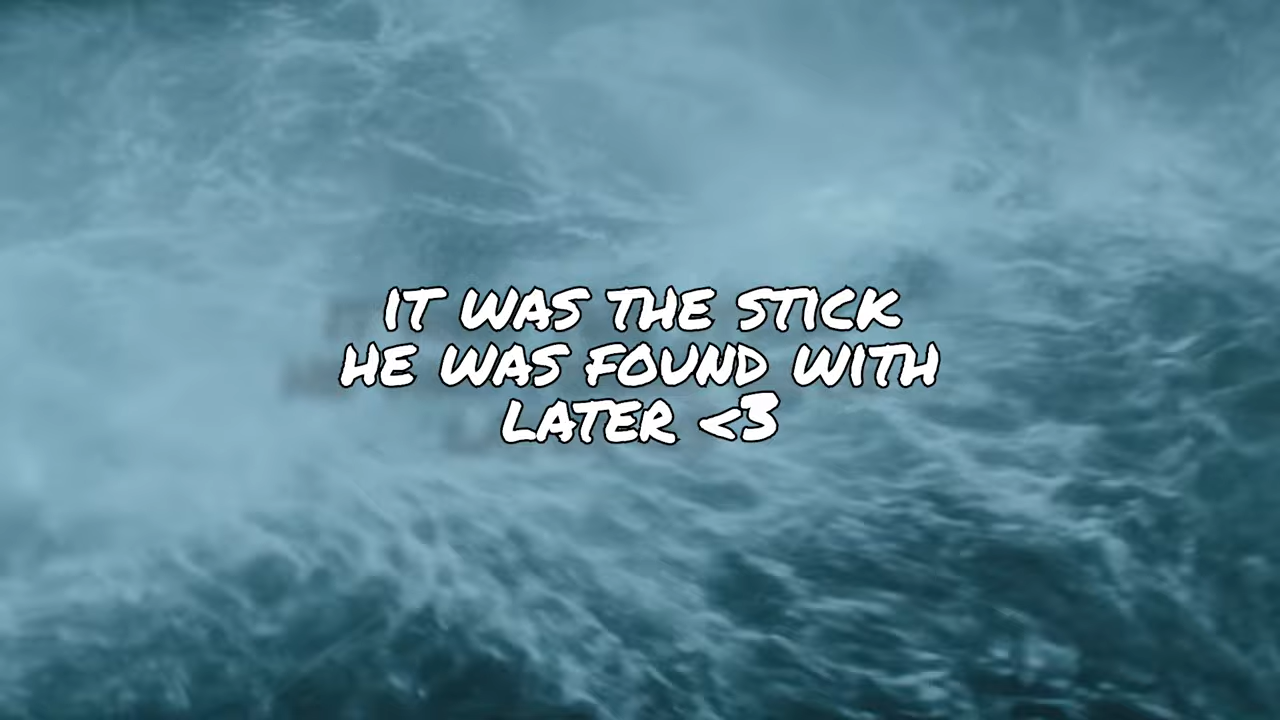 IT WAS THE STICK
HE WAS FOUND WITH
LATER <3